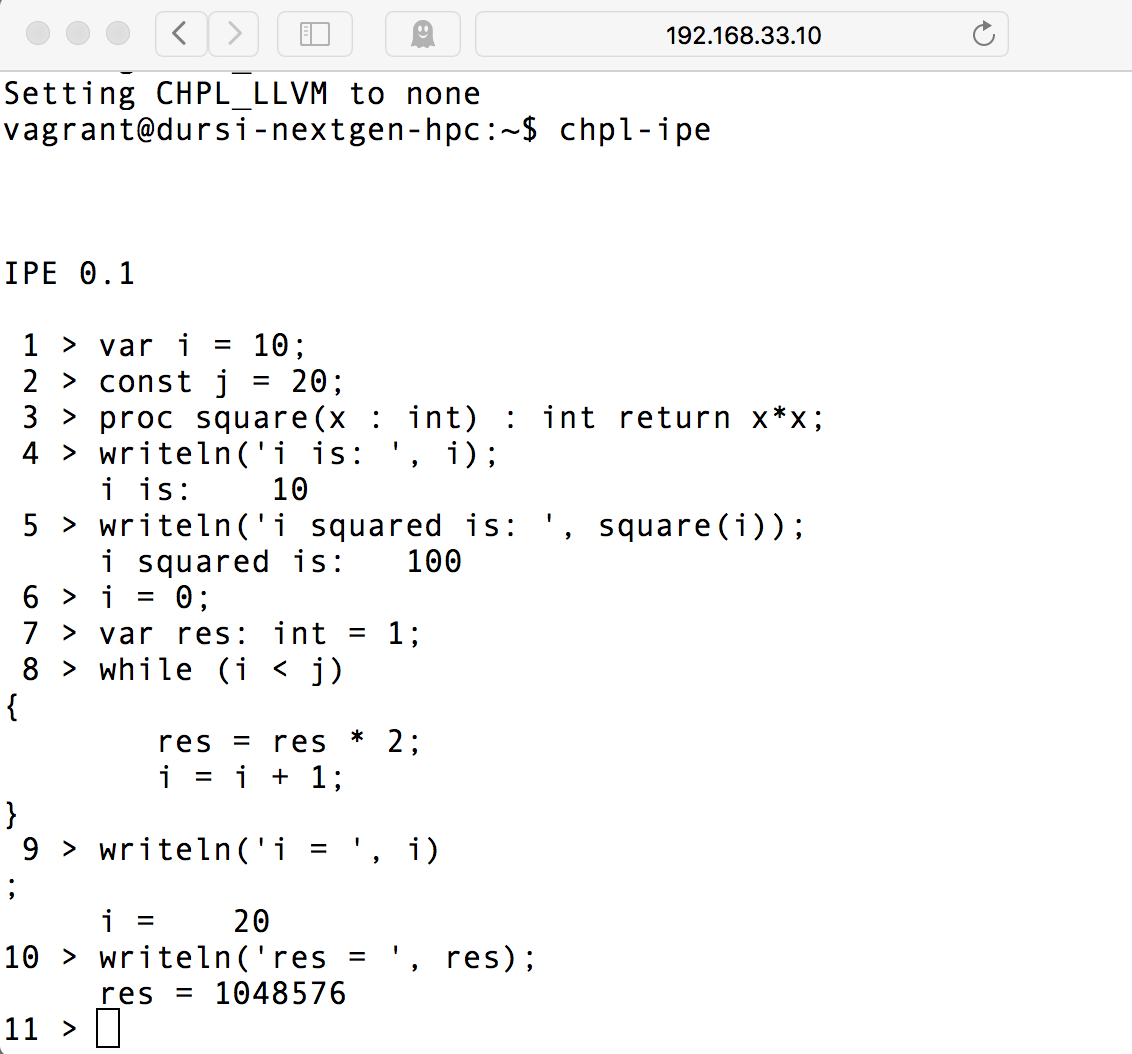 192.168.33.10
Setting CHPL_LLVM to none
vagrant@dursi-nextgen-hpc:~$ chpl-ipe
IPE 0.1
1 > var i = 10;
2 > const j = 20;
3 > proc square(x : int) : int return x*x;
4 > writeln('i is: ', i);
i is:    10
5 > writeln('i squared is: ', square(i));
i squared is:   100
6 > i = 0;
7 > var res: int = 1;
8 > while (i < j)
{
        res = res * 2;
        i = i + 1;
}
9 > writeln('i = ', i)
;
i =    20
10 > writeln('res = ', res);
res = 1048576
11 >